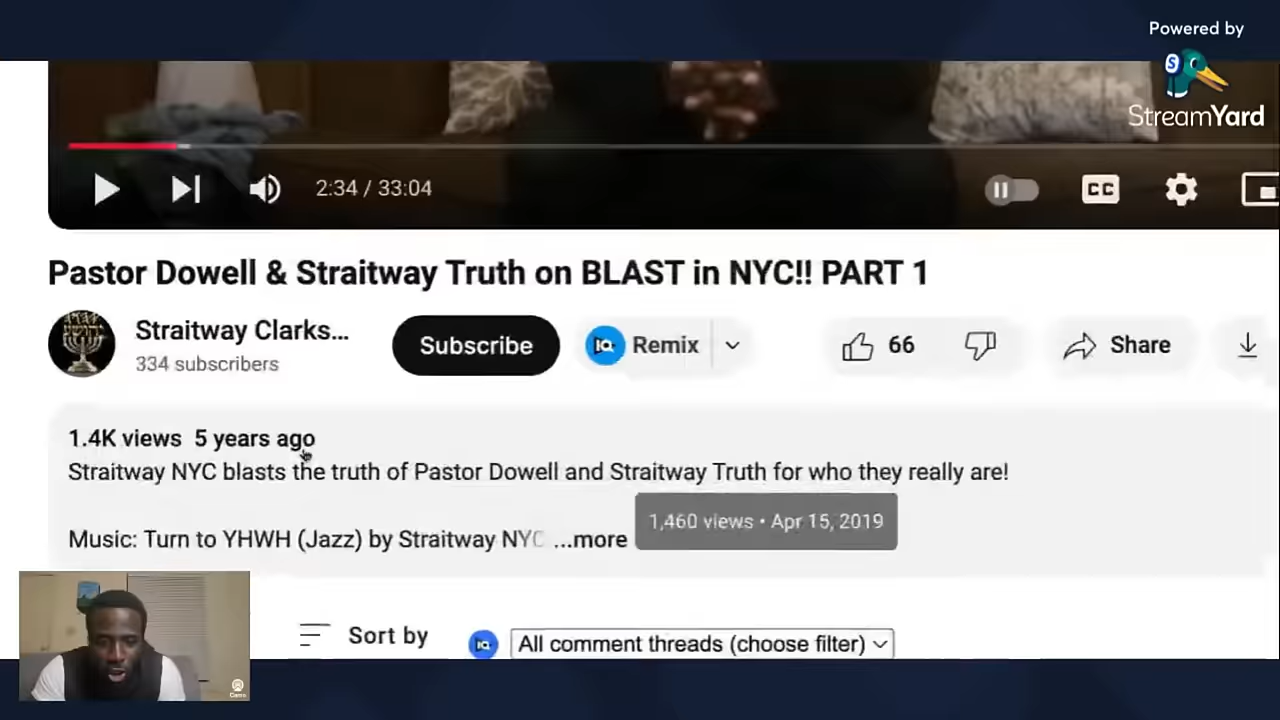 Powered by
StreamYard
2:34 / 33:04
CC
Pastor Dowell & Straitway Truth on BLAST in NYC!! PART 1
Straitway Clarks...
334 subscribers
Subscribe
Remix
66
Share
1.4K views 5 years ago
Straitway NYC blasts the truth of Pastor Dowell and Straitway Truth for who they really are!
1,460 views • Apr 15, 2019
Music: Turn to YHWH (Jazz) by Straitway NYC ...more
Sort by
All comment threads (choose filter)